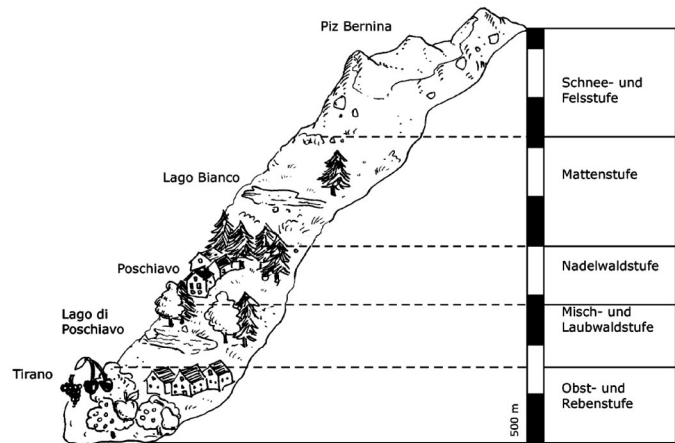 Piz Bernina
Schnee- und
Felsstufe
Lago Bianco
Mattenstufe
Poschiavo
Nadelwaldstufe
Lago di
Poschiavo
Misch- und
Laubwaldstufe
Tirano
Obst- und
Rebenstufe
500 m